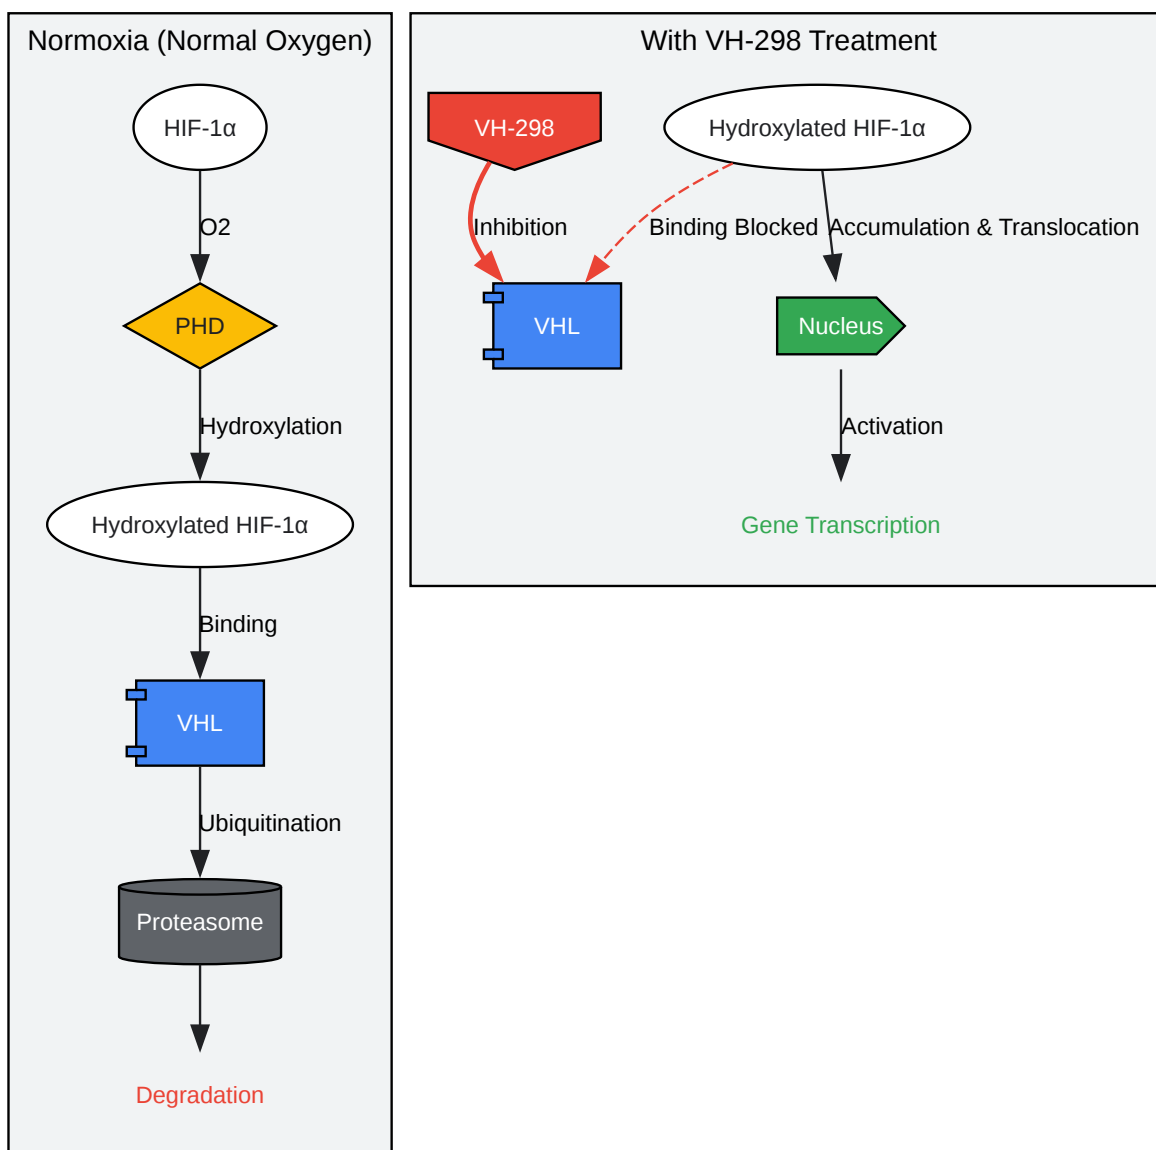 Normoxia (Normal Oxygen)
HIF-1α
O2
PHD
Hydroxylation
Hydroxylated HIF-1α
Binding
VHL
Ubiquitination
Proteasome
Degradation
With VH-298 Treatment
VH-298
Hydroxylated HIF-1α
Inhibition
Binding Blocked
Accumulation & Translocation
VHL
Nucleus
Activation
Gene Transcription